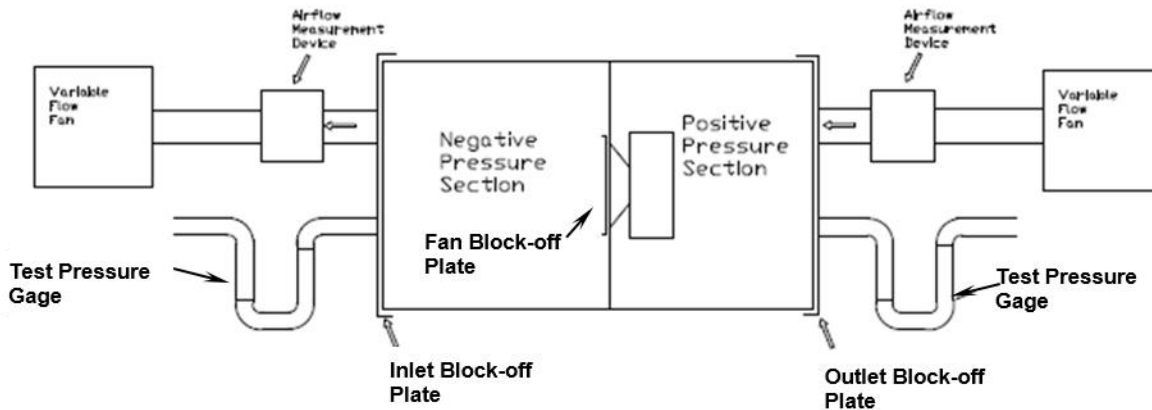 Airflow
Measurement
Device
Airflow
Measurement
Device
Variable
Flow
Fan
Negative
Pressure
Section
Positive
Pressure
Section
Variable
Flow
Fan
Fan Block-off
Plate
Test Pressure
Gage
Test Pressure
Gage
Inlet Block-off
Plate
Outlet Block-off
Plate